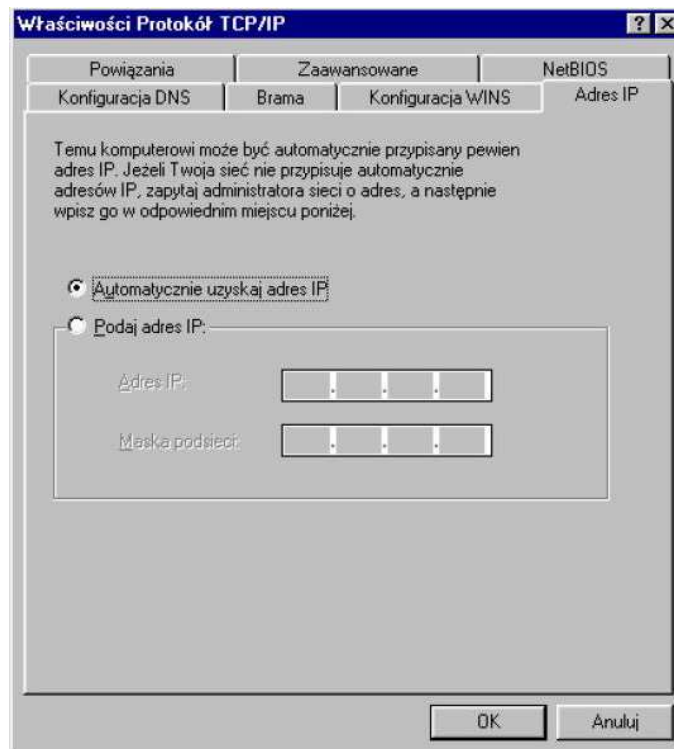 Właściwości Protokół TCP/IP
Powiązania Zaawansowane NetBIOS
Konfiguracja DNS Brama Konfiguracja WINS Adres IP
Temu komputerowi może być automatycznie przypisany pewien
adres IP. Jeżeli Twoja sieć nie przypisuje automatycznie
adresów IP, zapytaj administratora sieci o adres, a następnie
wpisz go w odpowiednim miejscu poniżej.
Automatycznie uzyskaj adres IP
Podaj adres IP:
Adres IP:
Maska podsieci:
OK Anuluj